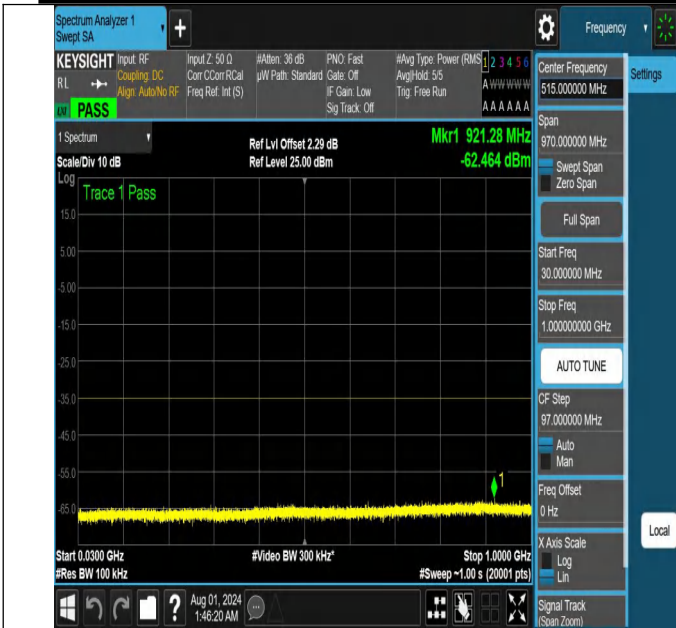 Spectrum Analyzer 1
Swept SA
+
Frequency
KEYSIGHT
RL
PASS
Input: RF
Coupling: DC
Align: Auto/No RF
Input Z: 50 Ω
Corr CCorr RCal
Freq Ref: Int (S)
#Atten: 36 dB
µW Path: Standard
PNO: Fast
Gate: Off
IF Gain: Low
Sig Track: Off
#Avg Type: Power (RMS
Avg|Hold: 5/5
Trig: Free Run
1 2 3 4 5 6
A W W W W W
A A A A A A
1 Spectrum
Scale/Div 10 dB
Log
Ref Lvl Offset 2.29 dB
Ref Level 25.00 dBm
Mkr1 921.28 MHz
-62.464 dBm
Trace 1 Pass
15.0
5.00
-5.00
-15.0
-25.0
-35.0
-45.0
-55.0
-65.0
1
Start 0.0300 GHz
#Res BW 100 kHz
#Video BW 300 kHz*
Stop 1.0000 GHz
#Sweep ~1.00 s (20001 pts)
?
Aug 01, 2024
1:46:20 AM
Center Frequency
515.000000 MHz
Span
970.000000 MHz
Swept Span
Zero Span
Full Span
Start Freq
30.000000 MHz
Stop Freq
1.000000000 GHz
AUTO TUNE
CF Step
97.000000 MHz
Auto
Man
Freq Offset
0 Hz
X Axis Scale
Log
Lin
Signal Track
(Span Zoom)
Settings
Local